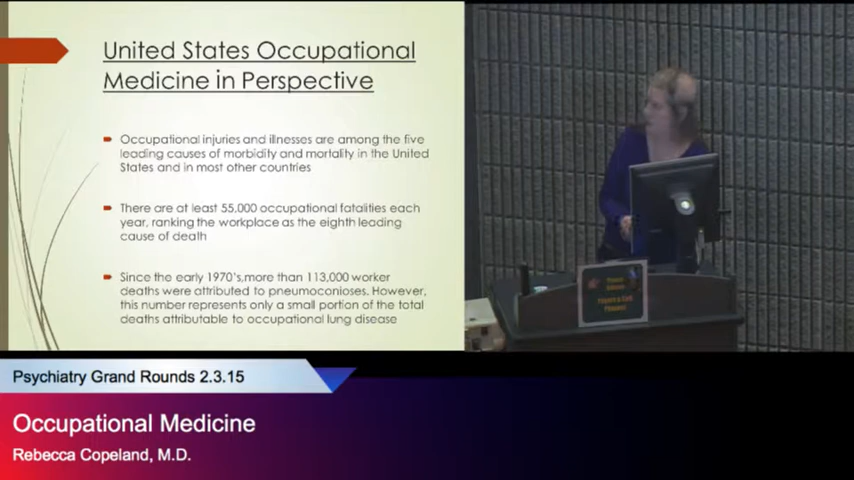 United States Occupational
Medicine in Perspective
Occupational injuries and illnesses are among the five
leading causes of morbidity and mortality in the United
States and in most other countries
There are at least 55,000 occupational fatalities each
year, ranking the workplace as the eighth leading
cause of death
Since the early 1970's,more than 113,000 worker
deaths were attributed to pneumoconioses. However,
this number represents only a small portion of the total
deaths attributable to occupational lung disease
Psychiatry Grand Rounds 2.3.15
Occupational Medicine
Rebecca Copeland, M.D.